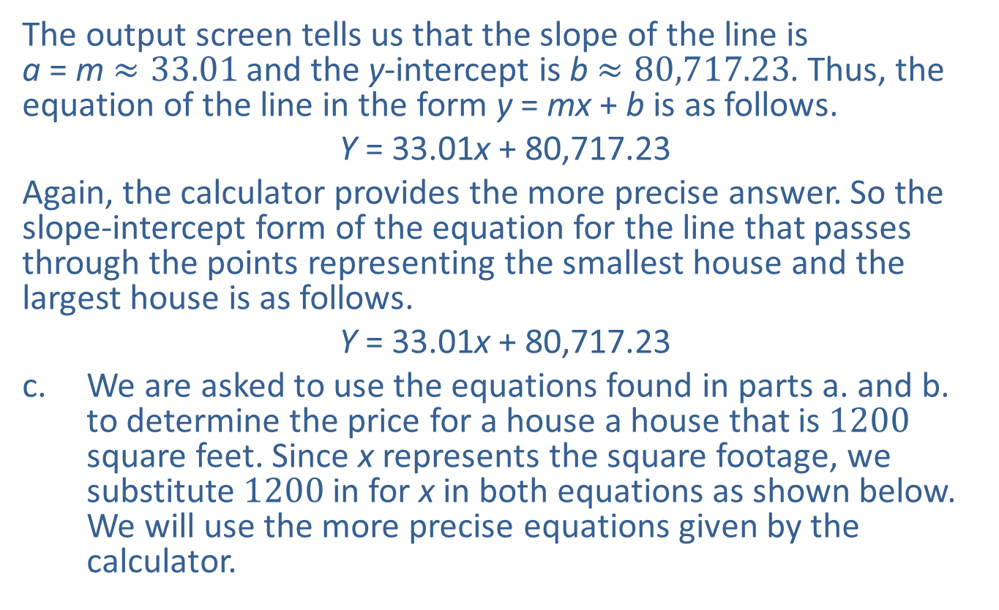 The output screen tells us that the slope of the line is
a = m ≈ 33.01 and the y-intercept is b ≈ 80,717.23. Thus, the
equation of the line in the form y = mx + b is as follows.
Y = 33.01x + 80,717.23
Again, the calculator provides the more precise answer. So the
slope-intercept form of the equation for the line that passes
through the points representing the smallest house and the
largest house is as follows.
Y = 33.01x + 80,717.23
c. We are asked to use the equations found in parts a. and b.
to determine the price for a house a house that is 1200
square feet. Since x represents the square footage, we
substitute 1200 in for x in both equations as shown below.
We will use the more precise equations given by the
calculator.